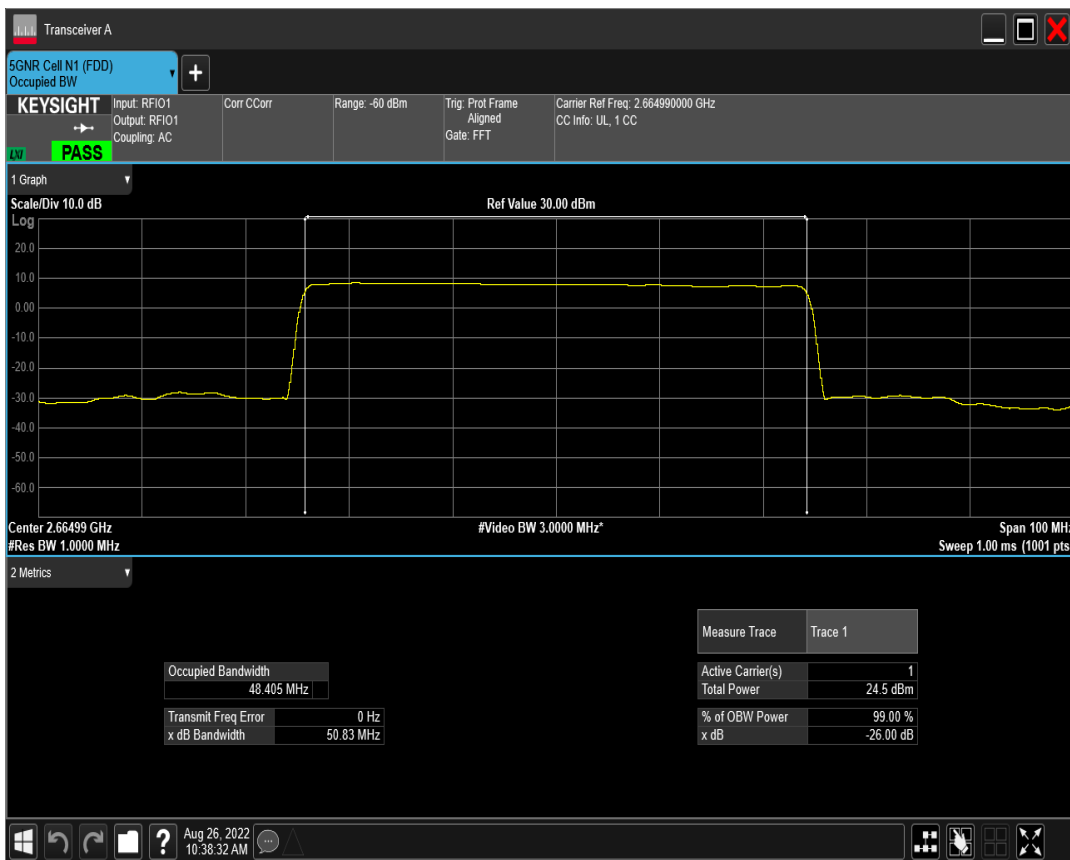 Transceiver A
5GNR Cell N1 (FDD)
Occupied BW
+
KEYSIGHT
LXI
PASS
Input: RFIO1
Output: RFIO1
Coupling: AC
Corr CCorr
Range: -60 dBm
Trig: Prot Frame
Aligned
Gate: FFT
Carrier Ref Freq: 2.664990000 GHz
CC Info: UL, 1 CC
1 Graph
Scale/Div 10.0 dB
Ref Value 30.00 dBm
Log
20.0
10.0
0.00
-10.0
-20.0
-30.0
-40.0
-50.0
-60.0
Center 2.66499 GHz
#Video BW 3.0000 MHz*
Span 100 MHz
#Res BW 1.0000 MHz
Sweep 1.00 ms (1001 pts
2 Metrics
Measure Trace Trace 1
Occupied Bandwidth
48.405 MHz
Active Carrier(s) 1
Total Power 24.5 dBm
Transmit Freq Error 0 Hz
x dB Bandwidth 50.83 MHz
% of OBW Power 99.00 %
x dB -26.00 dB
?
Aug 26, 2022
10:38:32 AM